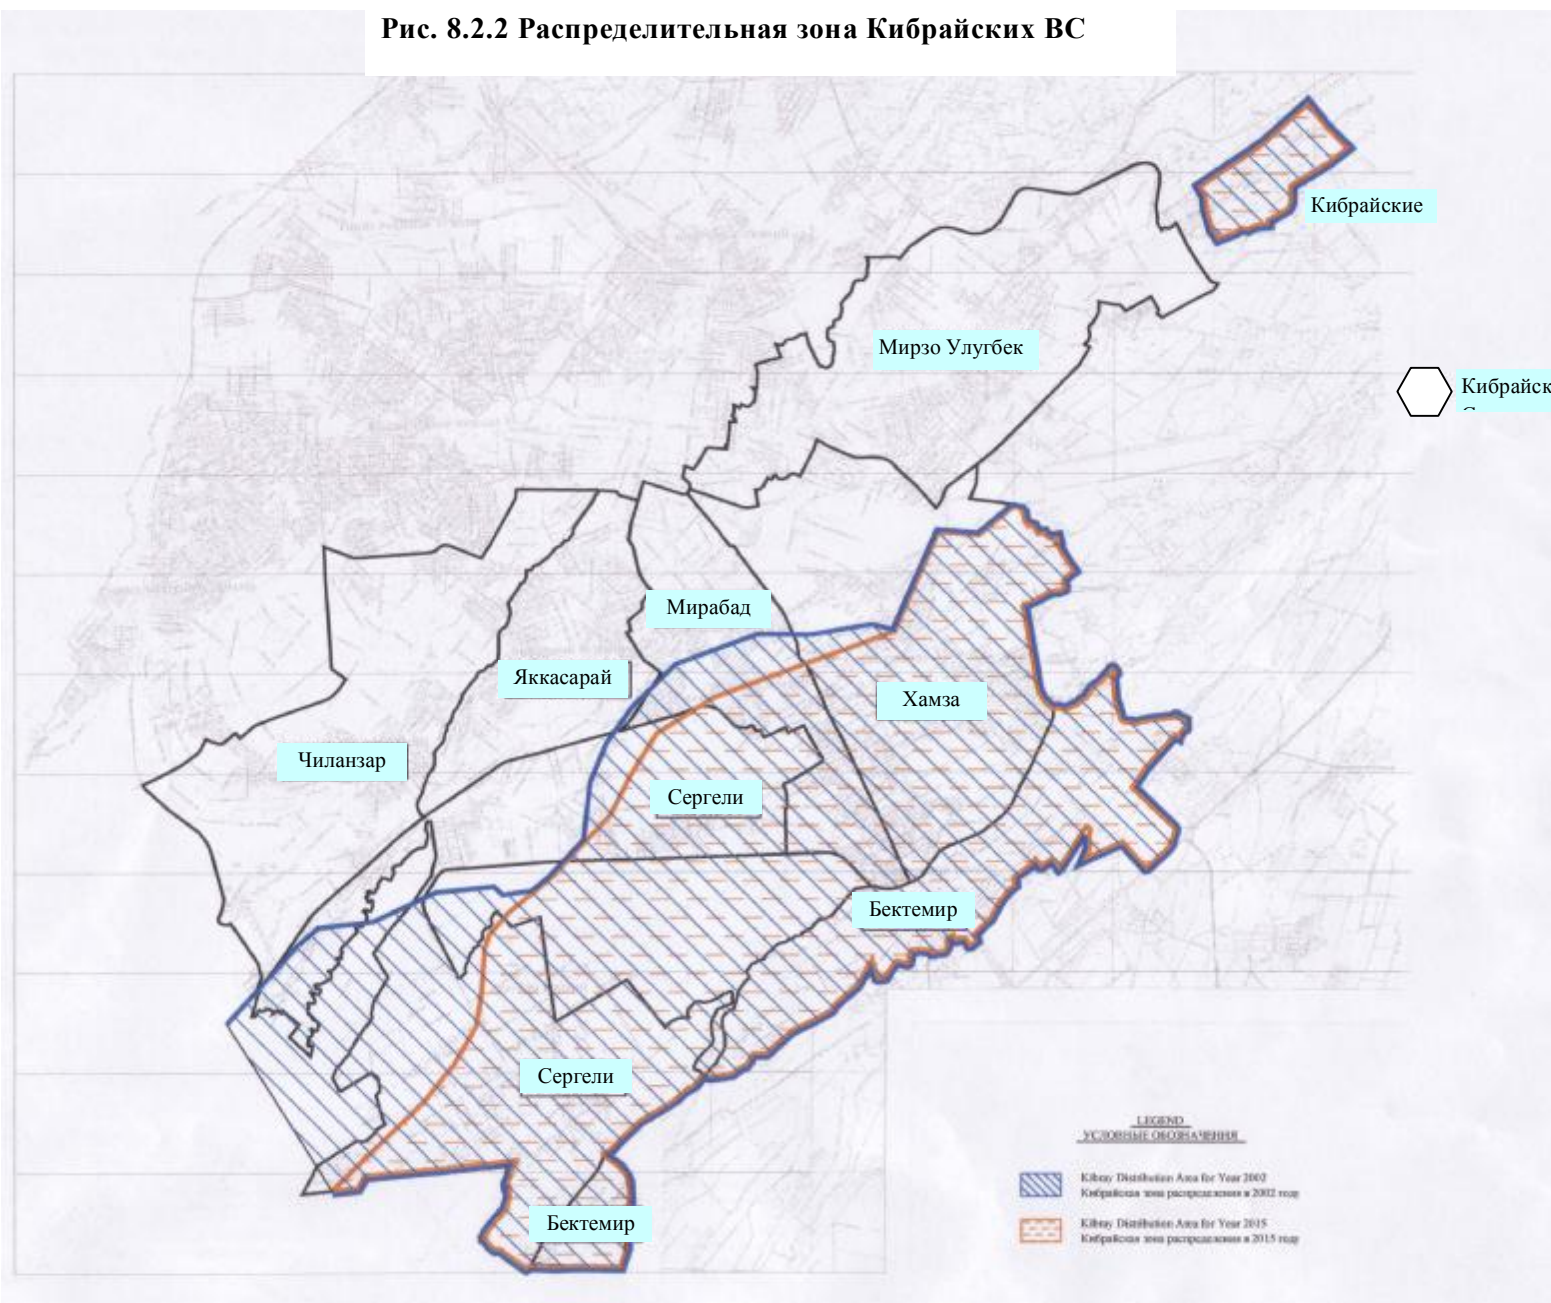 Рис. 8.2.2 Распределительная зона Кибрайских ВС
Кибрайские
Мирзо Улугбек
Кибрайск
Мирабад
Яккасарай
Хамза
Чиланзар
Сергели
Бектемир
Сергели
Бектемир
LEGEND
УСЛОВНЫЕ ОБОЗНАЧЕНИЯ
Kibray Distribution Area for Year 2002
Кибрайская зона распределения в 2002 году
Kibray Distribution Area for Year 2015
Кибрайская зона распределения в 2015 году